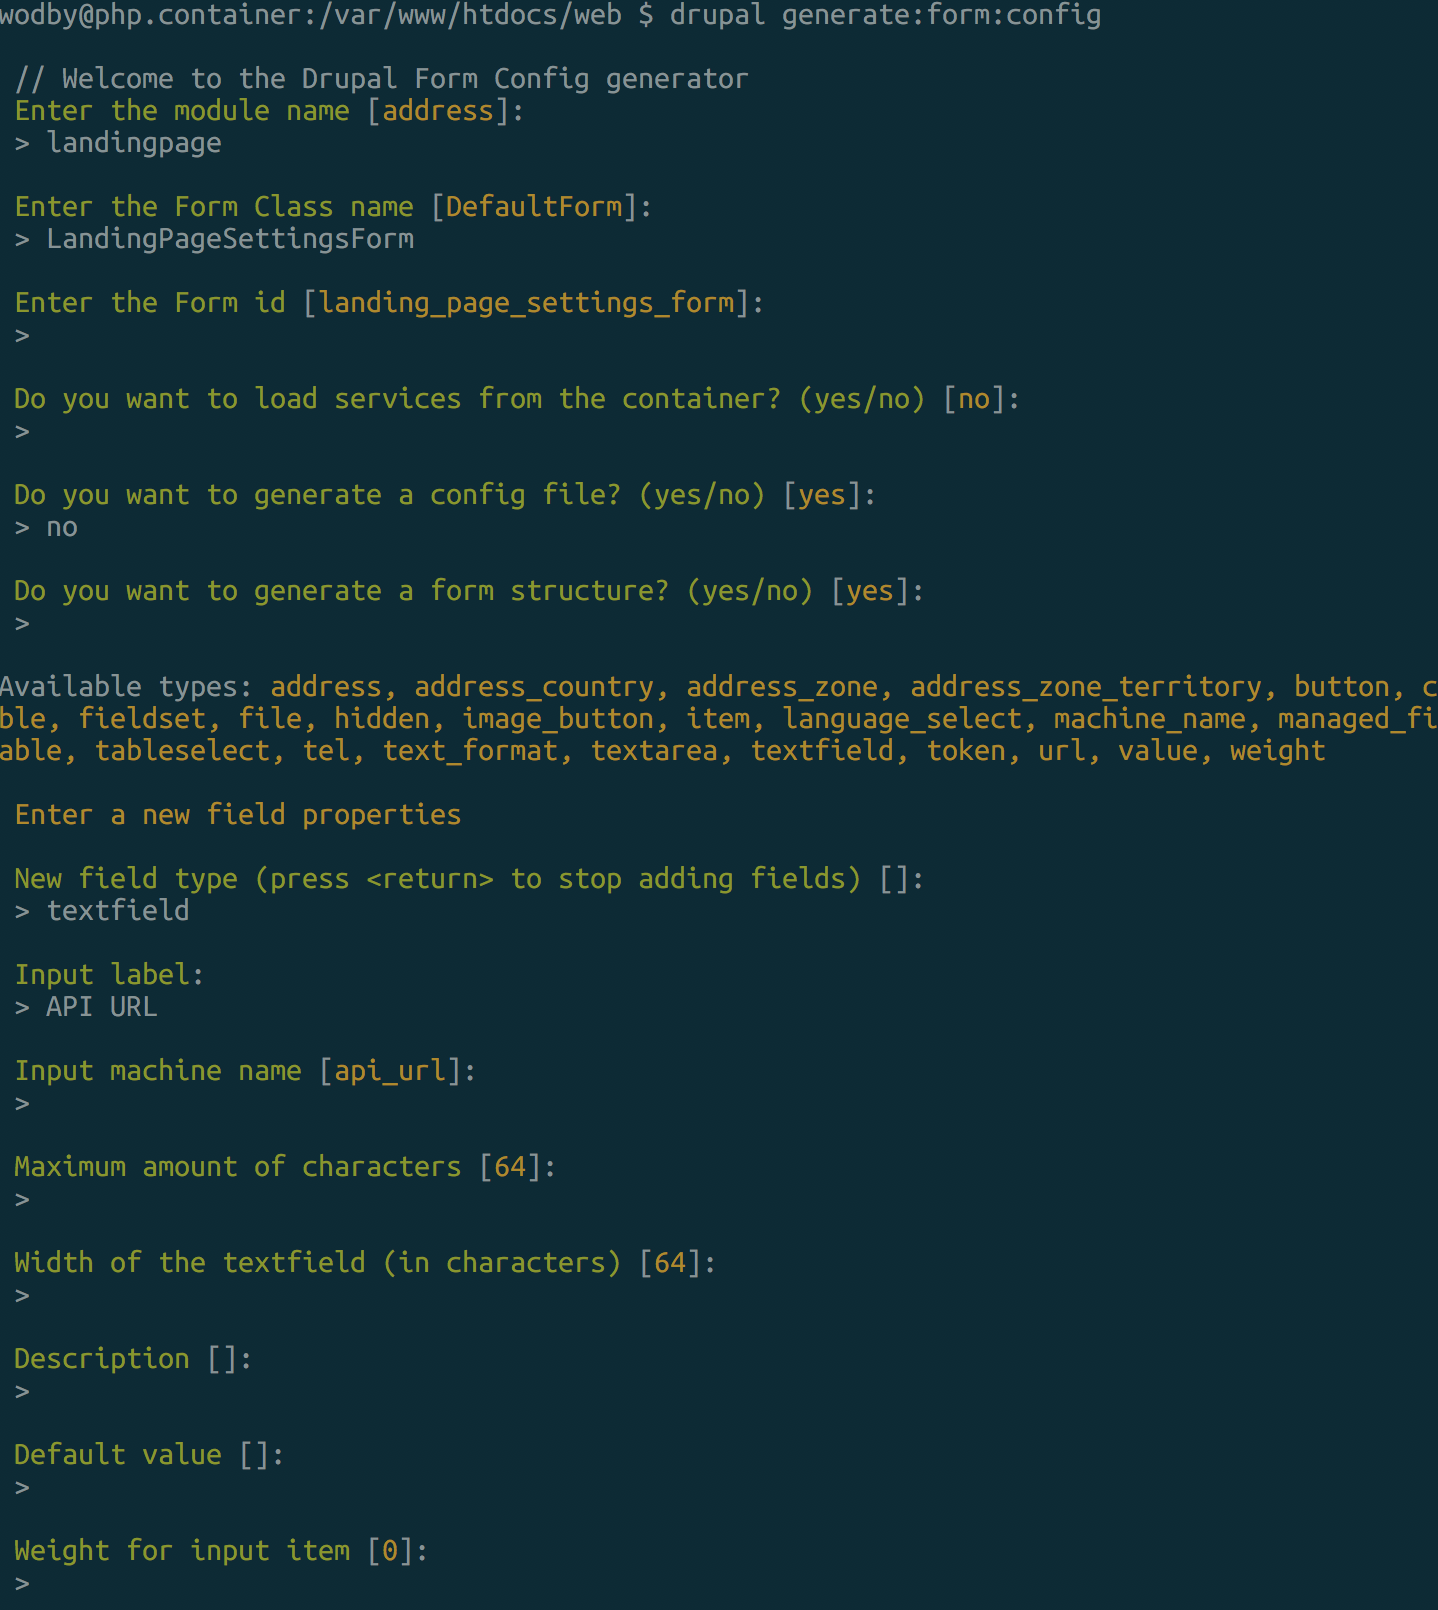 wodby@php.container:/var/www/htdocs/web $ drupal generate:form:config
// Welcome to the Drupal Form Config generator
Enter the module name [address]:
> landingpage
Enter the Form Class name [DefaultForm]:
> LandingPageSettingsForm
Enter the Form id [landing_page_settings_form]:
>
Do you want to load services from the container? (yes/no) [no]:
>
Do you want to generate a config file? (yes/no) [yes]:
> no
Do you want to generate a form structure? (yes/no) [yes]:
>
Available types: address, address_country, address_zone, address_zone_territory, button, c
ble, fieldset, file, hidden, image_button, item, language_select, machine_name, managed_fi
able, tableselect, tel, text_format, textarea, textfield, token, url, value, weight
Enter a new field properties
New field type (press <return> to stop adding fields) []:
> textfield
Input label:
> API URL
Input machine name [api_url]:
>
Maximum amount of characters [64]:
>
Width of the textfield (in characters) [64]:
>
Description []:
>
Default value []:
>
Weight for input item [0]:
>